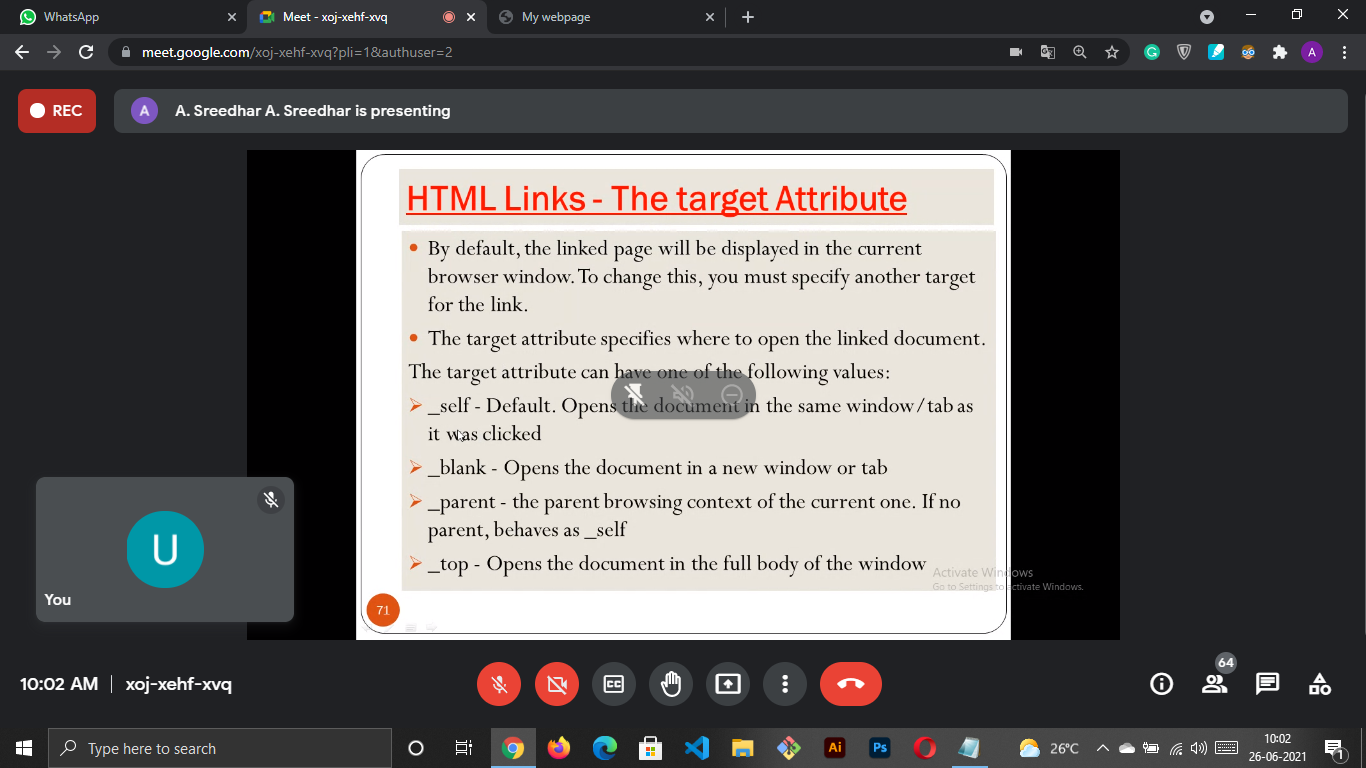 WhatsApp
Meet - xoj-xehf-xvq
My webpage
meet.google.com/xoj-xehf-xvq?pli=1&authuser=2
A
REC
A
A. Sreedhar A. Sreedhar is presenting
HTML Links - The target Attribute
By default, the linked page will be displayed in the current
browser window. To change this, you must specify another target
for the link.
The target attribute specifies where to open the linked document.
The target attribute can have one of the following values:
_self - Default. Opens the document in the same window/tab as
it was clicked
_blank - Opens the document in a new window or tab
_parent - the parent browsing context of the current one. If no
parent, behaves as _self
_top - Opens the document in the full body of the window
Activate Windows
Go to Settings to activate Windows.
71
U
You
10:02 AM | xoj-xehf-xvq
CC
64
Type here to search
Ai
Ps
26°C
10:02
26-06-2021
1